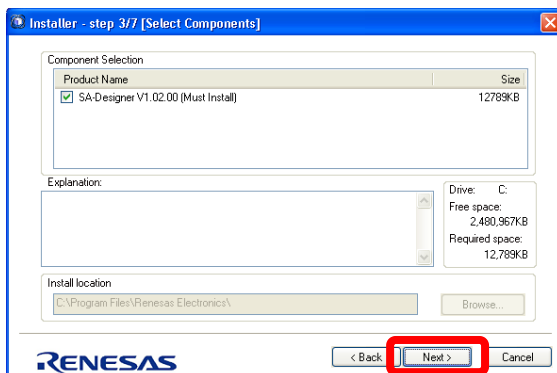 Installer - step 3/7 [Select Components]
Component Selection
Product Name Size
SA-Designer V1.02.00 (Must Install) 12789KB
Explanation:
Drive: C:
Free space:
2,480,967KB
Required space:
12,789KB
Install location
C:\Program Files\Renesas Electronics\ Browse...
RENESAS < Back Next > Cancel